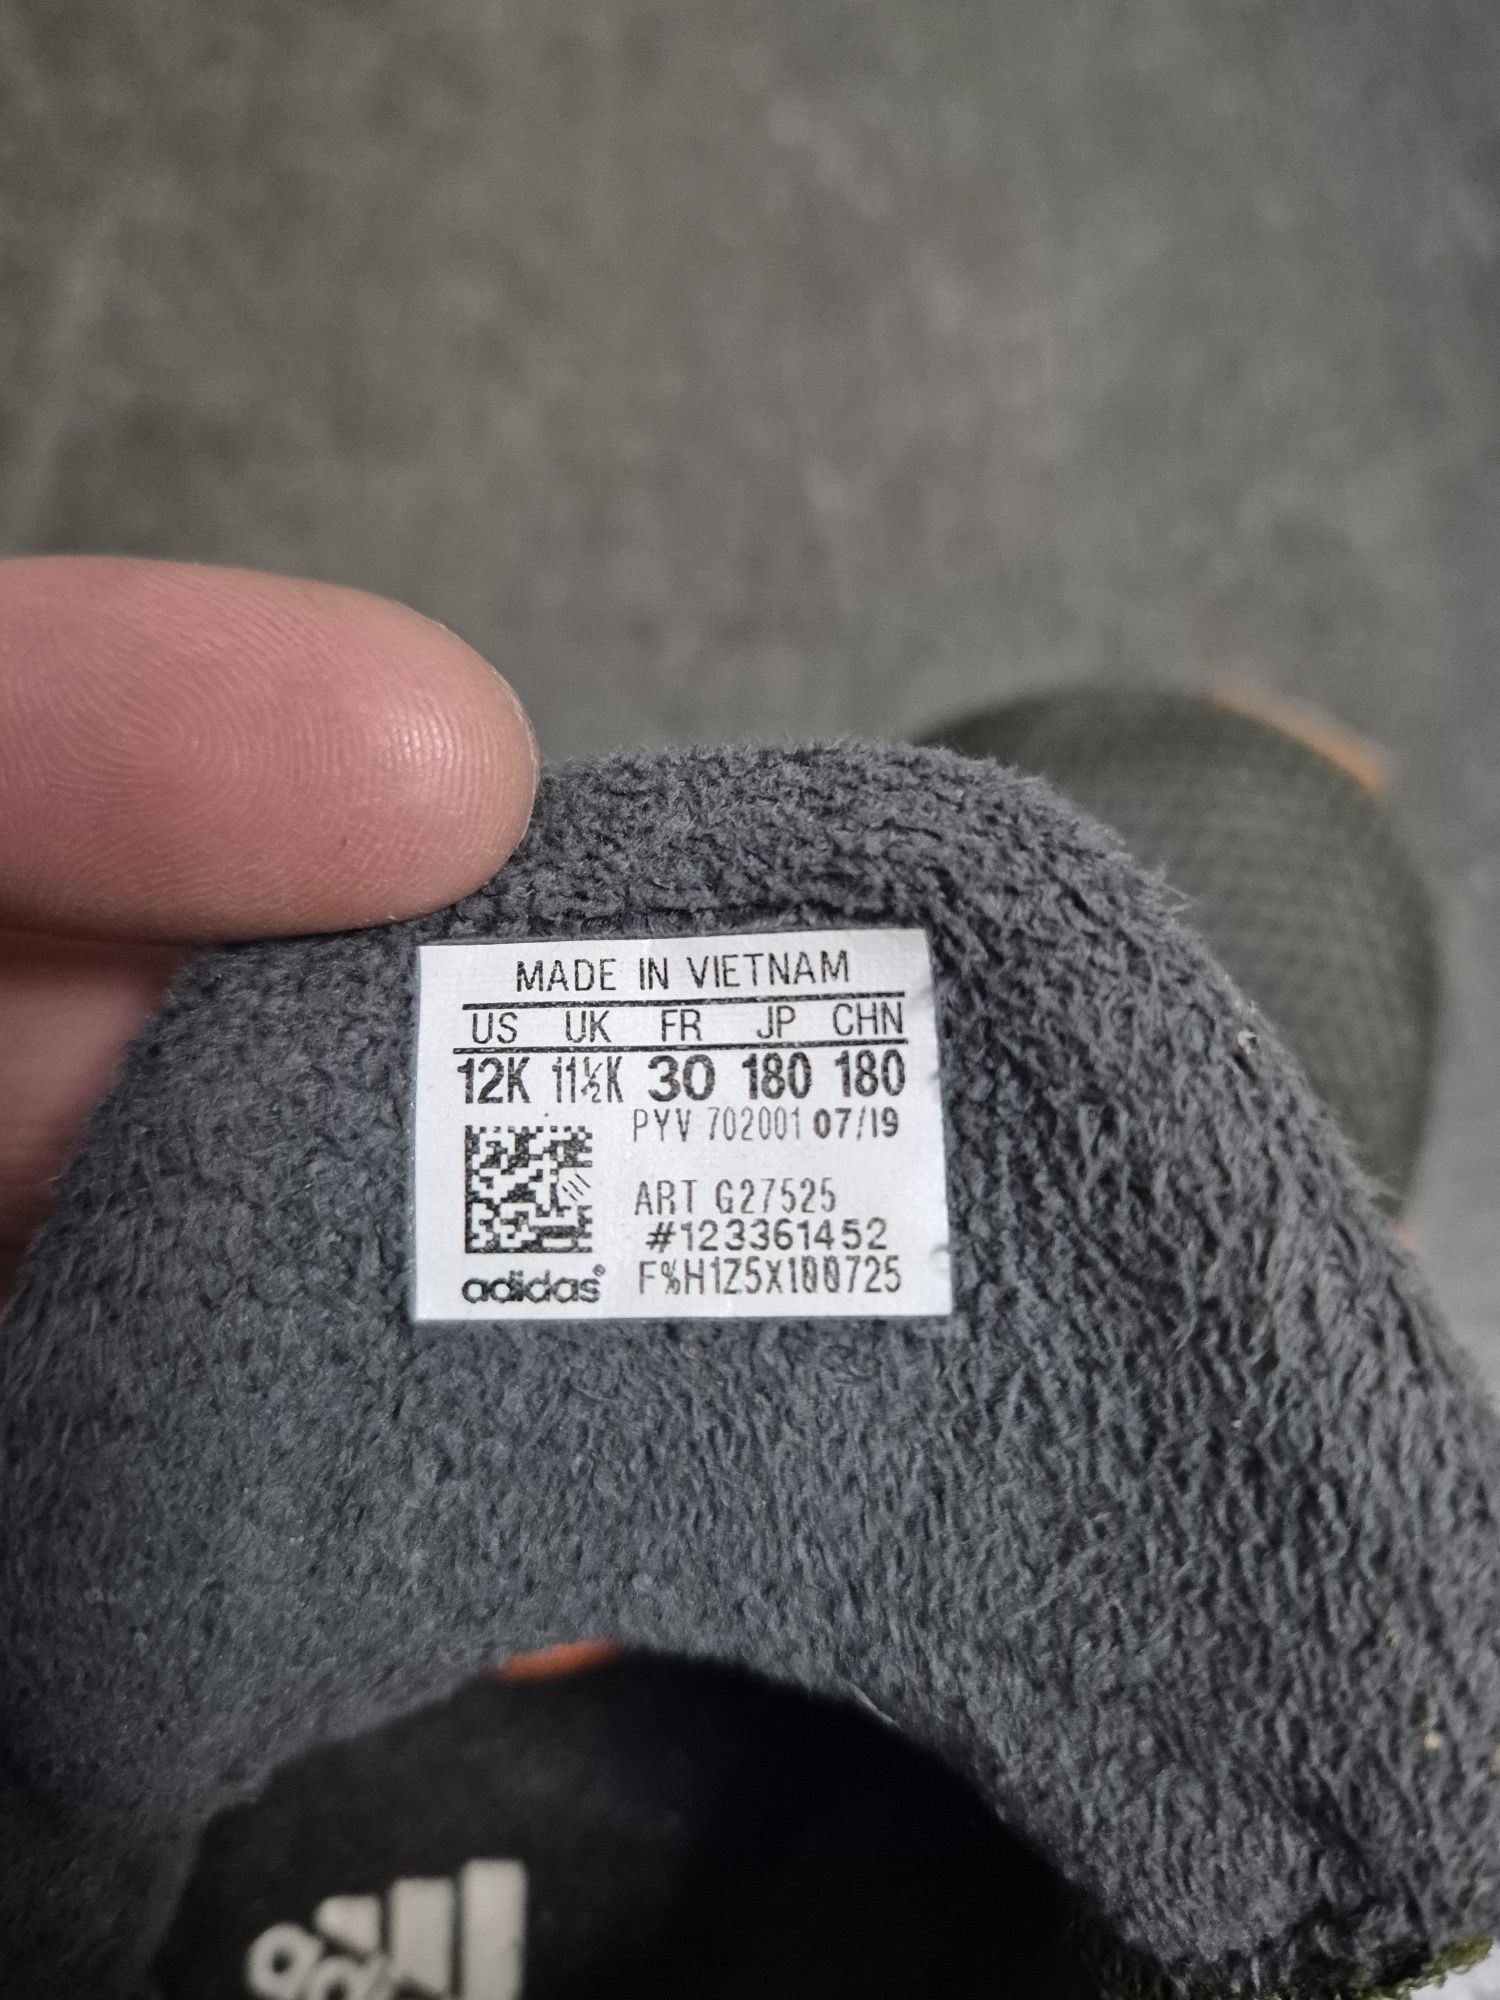 MADE IN VIETNAM
US UK FR JP CHN
12K 11½K 30 180 180
PYV 702001 07/19
ART G27525
#123361452
F%H1Z5X100725
adidas®